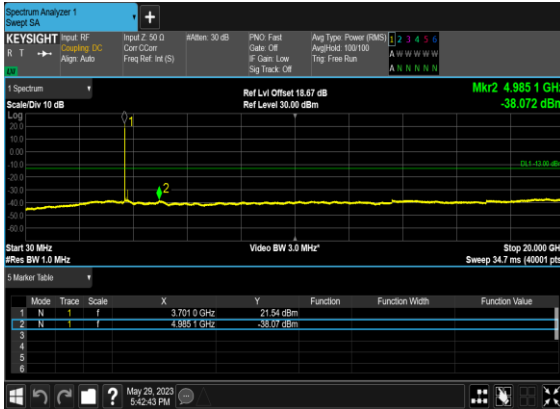 Spectrum Analyzer 1
Swept SA
KEYSIGHT
R T
LV
Input: RF
Coupling: DC
Align: Auto
Input Z: 50 Ω
Corr CCorr
Freq Ref: Int (S)
#Atten: 30 dB
PNO: Fast
Gate: Off
IF Gain: Low
Sig Track: Off
Avg Type: Power (RMS)
Avg|Hold: 100/100
Trig: Free Run
1 2 3 4 5 6
A W W W W W
A N N N N N
1 Spectrum
Scale/Div 10 dB
Ref Lvl Offset 18.67 dB
Ref Level 30.00 dBm
Mkr2 4.985 1 GHz
-38.072 dBm
Log
20.0
10.0
0.00
-10.0
-20.0
-30.0
-40.0
-50.0
-60.0
1
2
DL1 -13.00 dBm
Start 30 MHz
#Res BW 1.0 MHz
Video BW 3.0 MHz*
Stop 20.000 GHz
Sweep 34.7 ms (40001 pts)
5 Marker Table
Mode Trace Scale X Y Function Function Width Function Value
1 N 1 f 3.701 0 GHz 21.54 dBm
2 N 1 f 4.985 1 GHz -38.07 dBm
3
4
5
6
?
May 29, 2023
5:42:43 PM